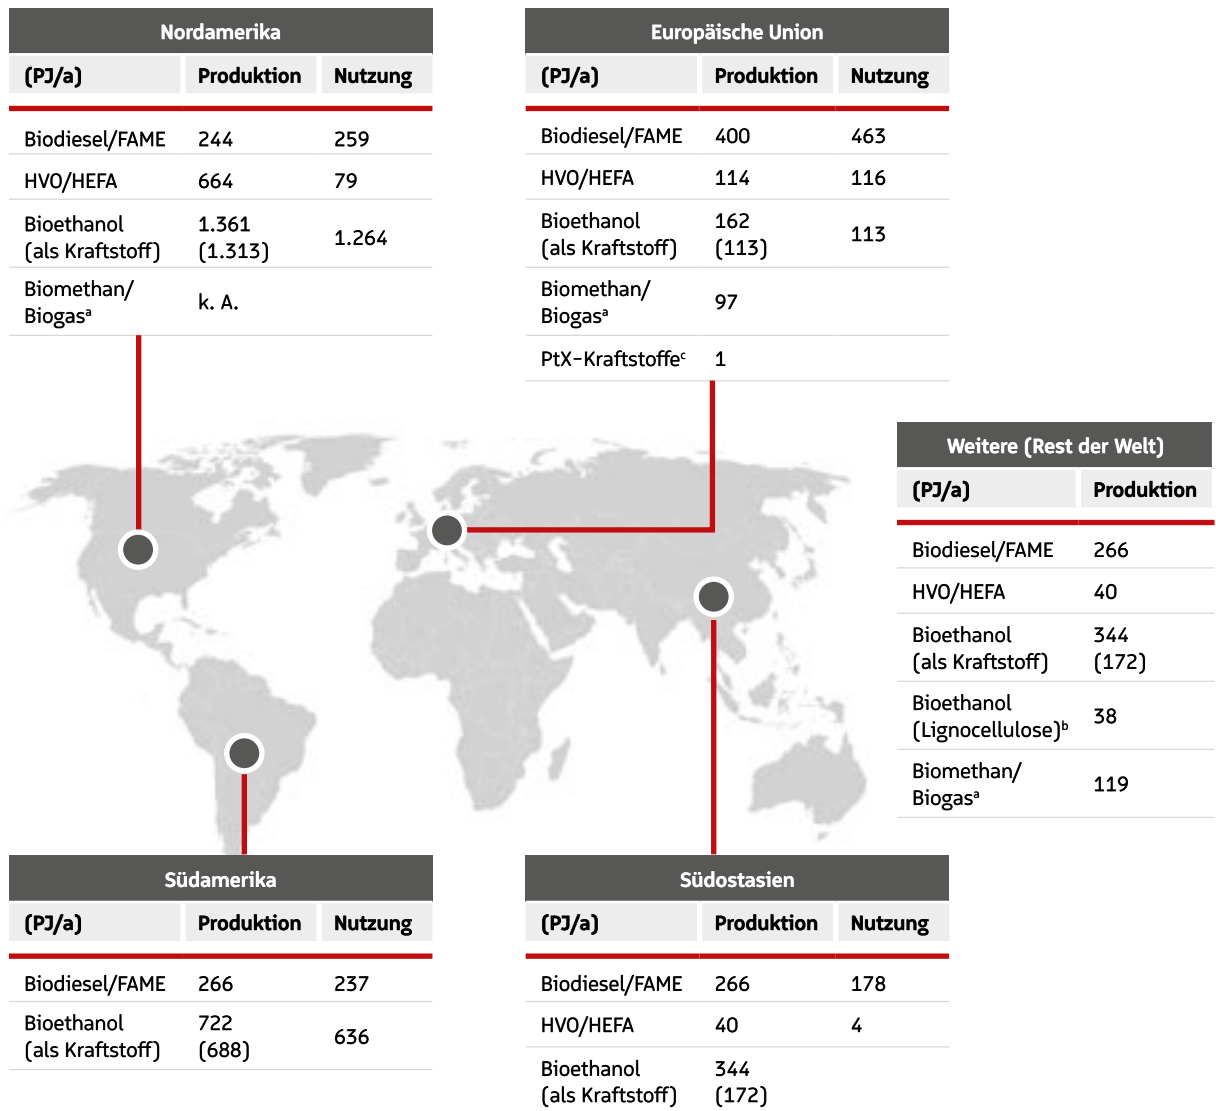 Nordamerika
(PJ/a) Produktion Nutzung
Biodiesel/FAME 244 259
HVO/HEFA 664 79
Bioethanol 1.361
(als Kraftstoff) (1.313) 1.264
Biomethan/
Biogasᵃ k. A.
Europäische Union
(PJ/a) Produktion Nutzung
Biodiesel/FAME 400 463
HVO/HEFA 114 116
Bioethanol 162
(als Kraftstoff) (113) 113
Biomethan/
Biogasᵃ 97
PtX-Kraftstoffeᶜ 1
Weitere (Rest der Welt)
(PJ/a) Produktion
Biodiesel/FAME 266
HVO/HEFA 40
Bioethanol 344
(als Kraftstoff) (172)
Bioethanol
(Lignocellulose)ᵇ 38
Biomethan/
Biogasᵃ 119
Südamerika
(PJ/a) Produktion Nutzung
Biodiesel/FAME 266 237
Bioethanol 722
(als Kraftstoff) (688) 636
Südostasien
(PJ/a) Produktion Nutzung
Biodiesel/FAME 266 178
HVO/HEFA 40 4
Bioethanol 344
(als Kraftstoff) (172)